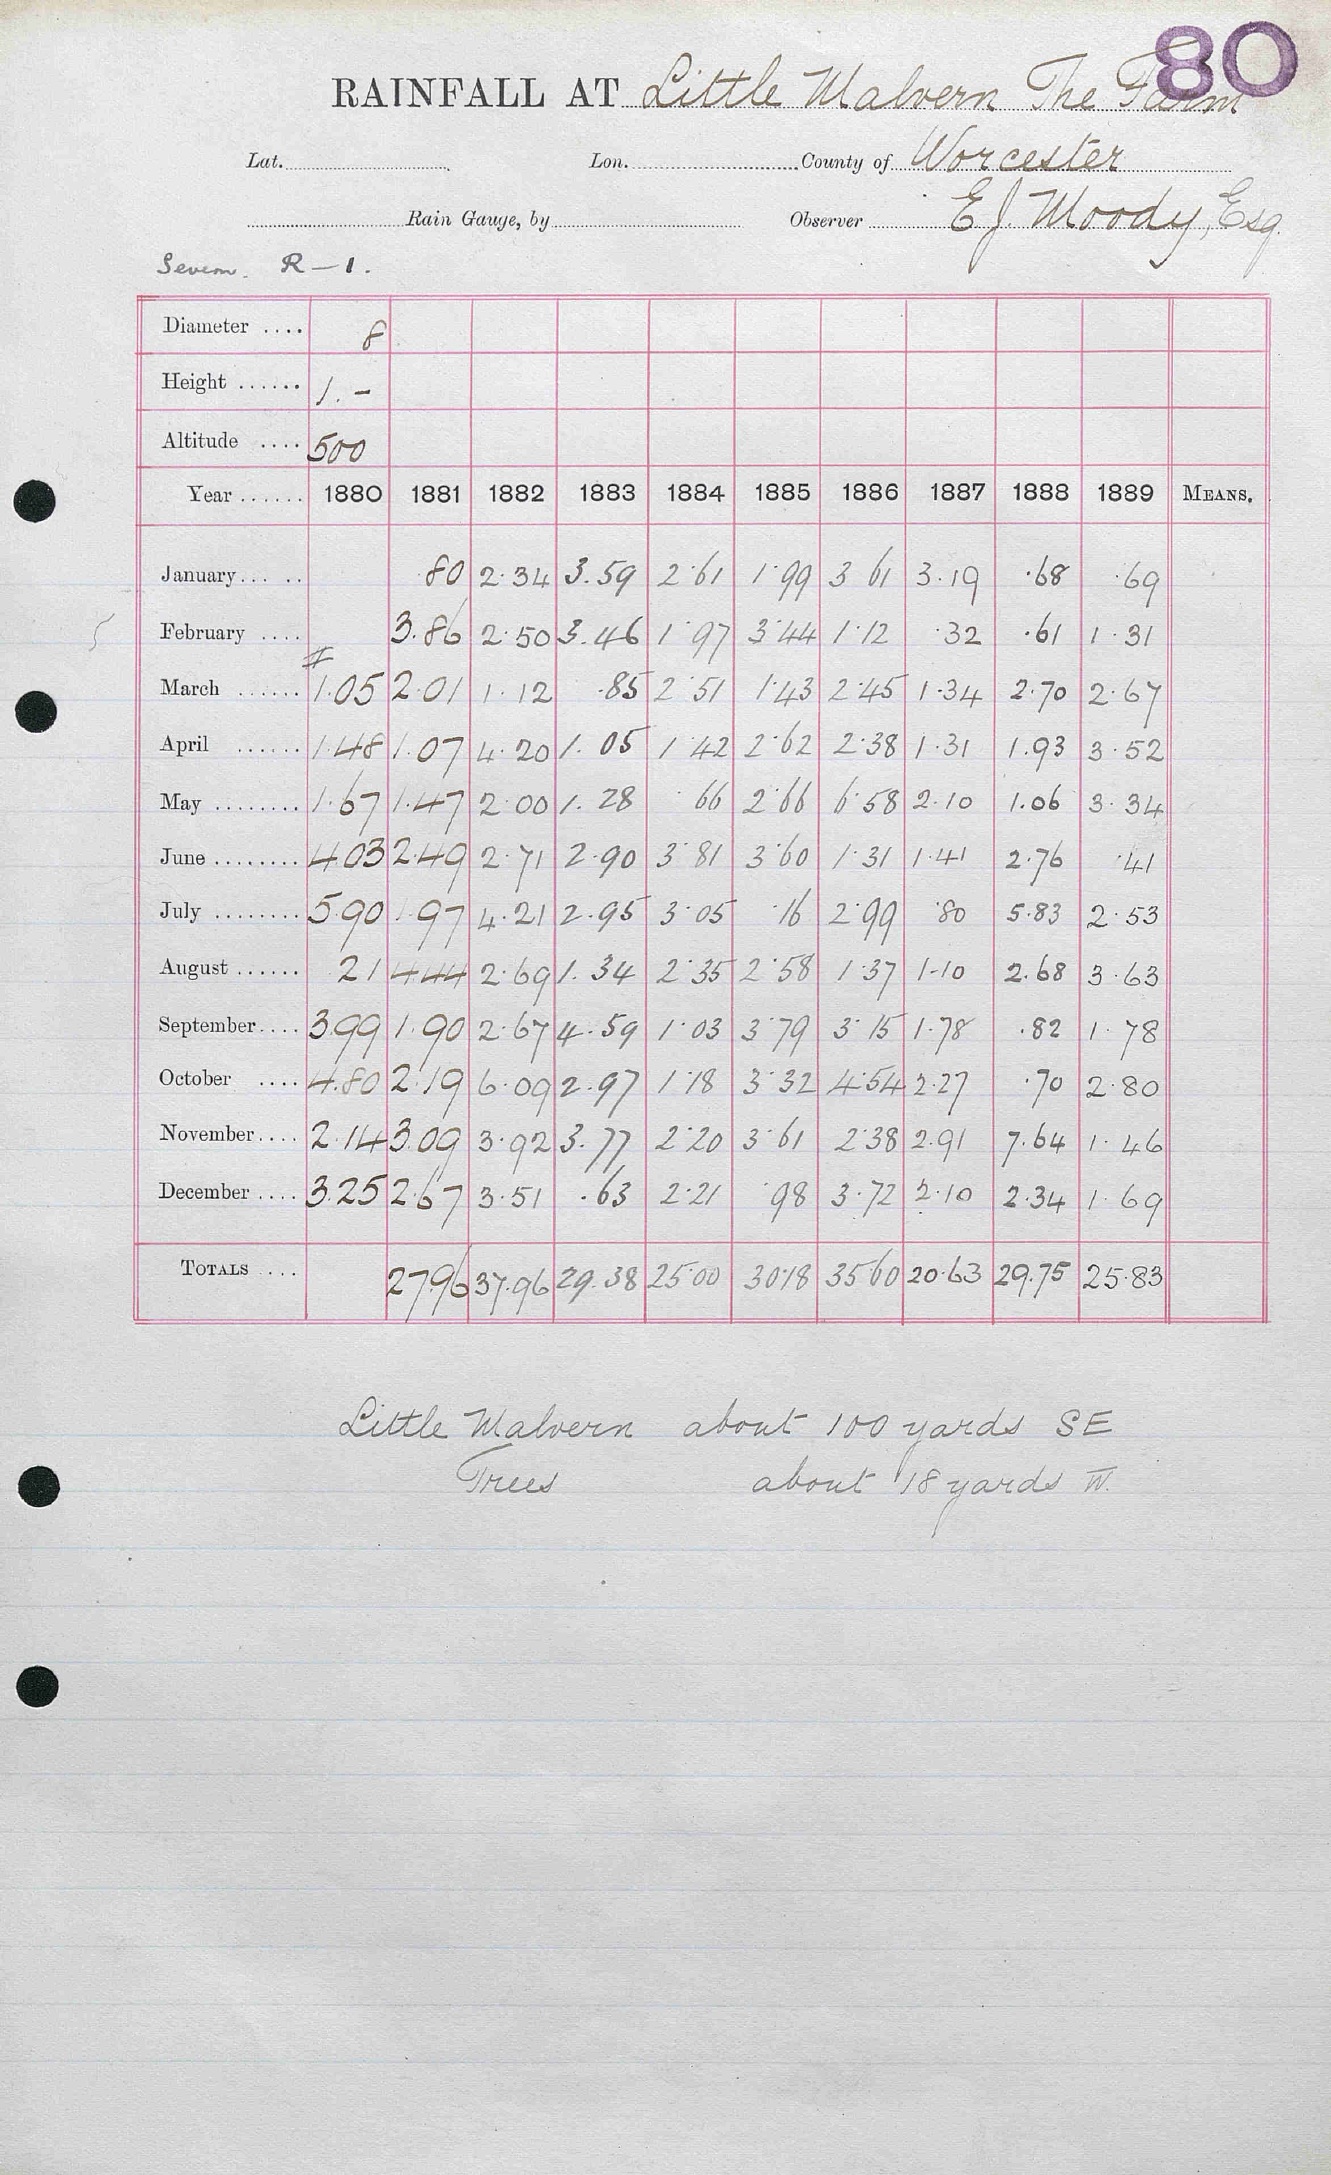 80
RAINFALL AT Little Malvern The Farm
Lat. Lon. County of Worcester
Rain Gauge, by Observer E J. Moody, Esq.
Severn. R-1.
Diameter .... 8
Height ...... 1. -
Altitude .... 500
Year ...... 1880 1881 1882 1883 1884 1885 1886 1887 1888 1889 MEANS.
January... .. .80 2.34 3.59 2.61 1.99 3 61 3.19 .68 .69
February .... 3.86 2.50 3.46 1.97 3.44 1.12 .32 .61 1.31
March ...... 1.05 2.01 1.12 .85 2.51 1.43 2.45 1.34 2.70 2.67
April ...... 1.48 1.07 4.20 1.05 1.42 2.62 2.38 1.31 1.93 3.52
May ........ 1.67 1.47 2.00 1.28 .66 2.66 6.58 2.10 1.06 3.34
June ........ 4.03 2.49 2.71 2.90 3.81 3.60 1.31 1.41 2.76 .41
July ........ 5.90 1.97 4.21 2.95 3.05 .16 2.99 .80 5.83 2.53
August ...... 21 4.44 2.69 1.34 2.35 2.58 1.37 1.10 2.68 3.63
September.... 3.99 1.90 2.67 4.59 1.03 3.79 3.15 1.78 .82 1.78
October .... 4.80 2.19 6.09 2.97 1.18 3.32 4.54 2.27 .70 2.80
November.... 2.14 3.09 3.92 3.77 2.20 3.61 2.38 2.91 7.64 1.46
December .... 3.25 2.67 3.51 .63 2.21 .98 3.72 2.10 2.34 1.69
TOTALS .... 27.96 37.96 29.38 25.00 30.18 35.60 20.63 29.75 25.83
Little Malvern about 100 yards SE
Trees about 18 yards W.